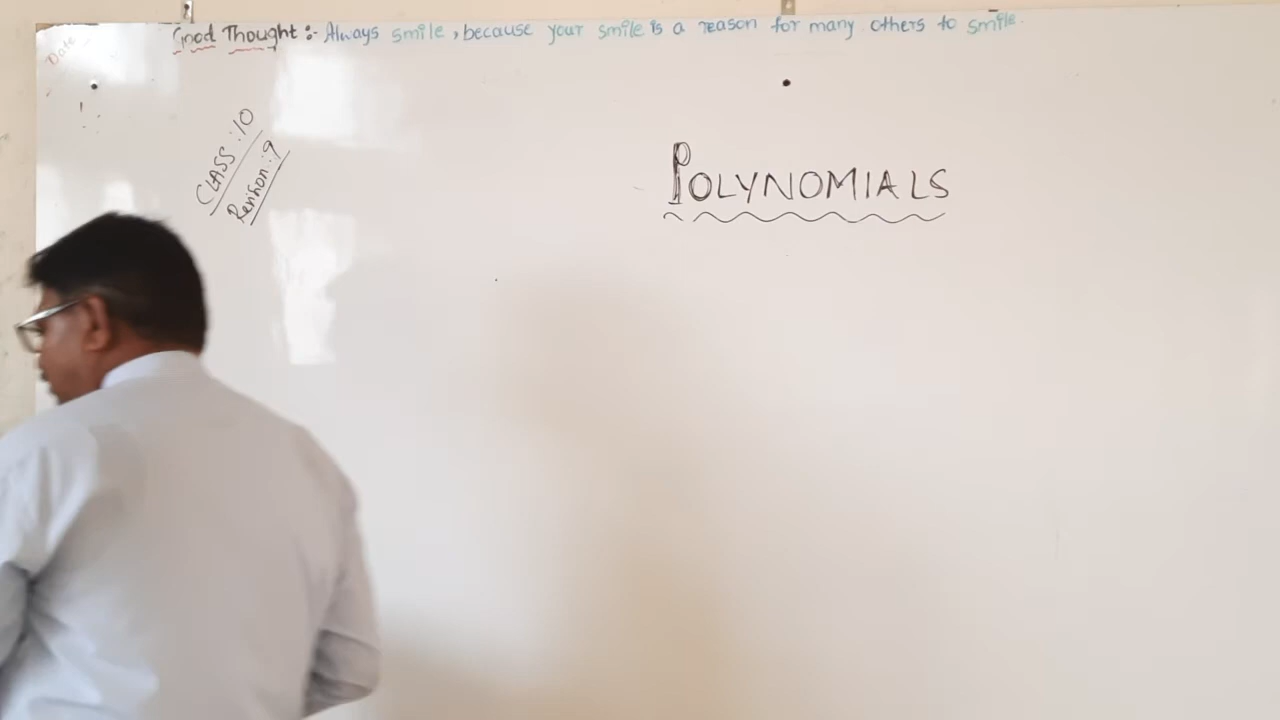 Good Thought :- Always smile, because your smile is a reason for many others to smile.
Date
CLASS : 10
Revision : 9
POLYNOMIALS